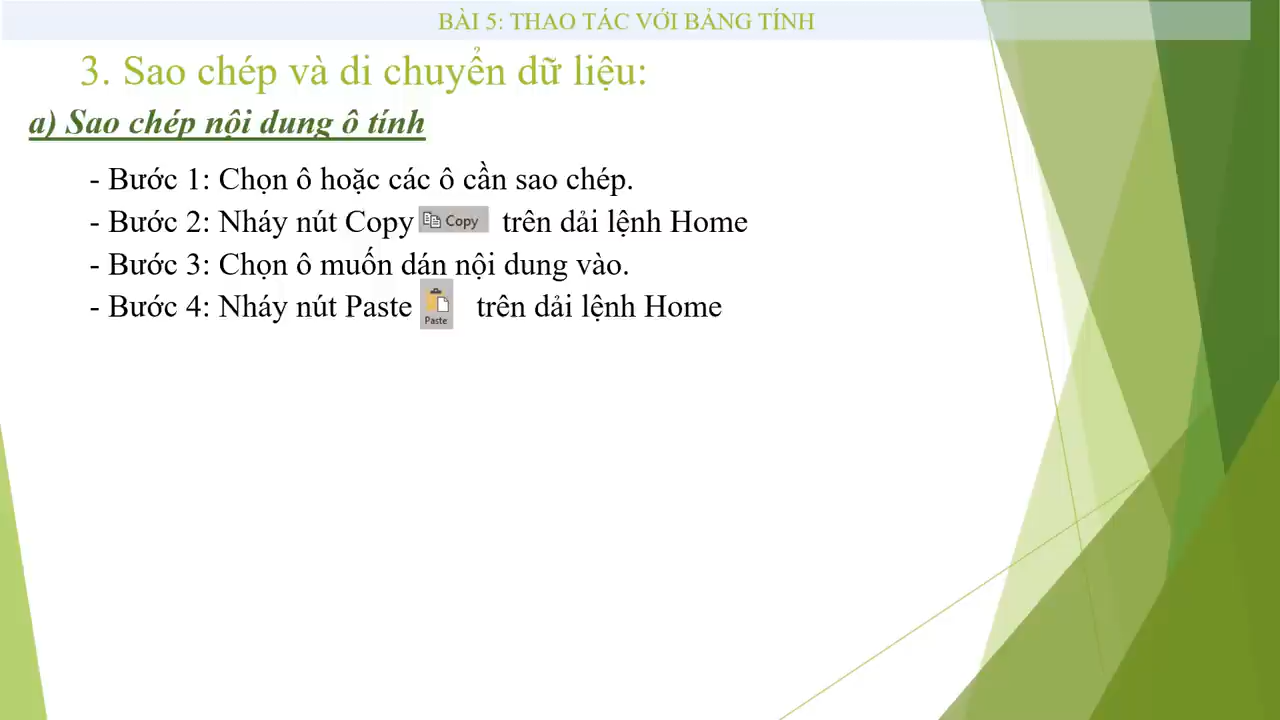 BÀI 5: THAO TÁC VỚI BẢNG TÍNH
3. Sao chép và di chuyển dữ liệu:
a) Sao chép nội dung ô tính
- Bước 1: Chọn ô hoặc các ô cần sao chép.
- Bước 2: Nháy nút Copy Copy trên dải lệnh Home
- Bước 3: Chọn ô muốn dán nội dung vào.
- Bước 4: Nháy nút Paste Paste trên dải lệnh Home